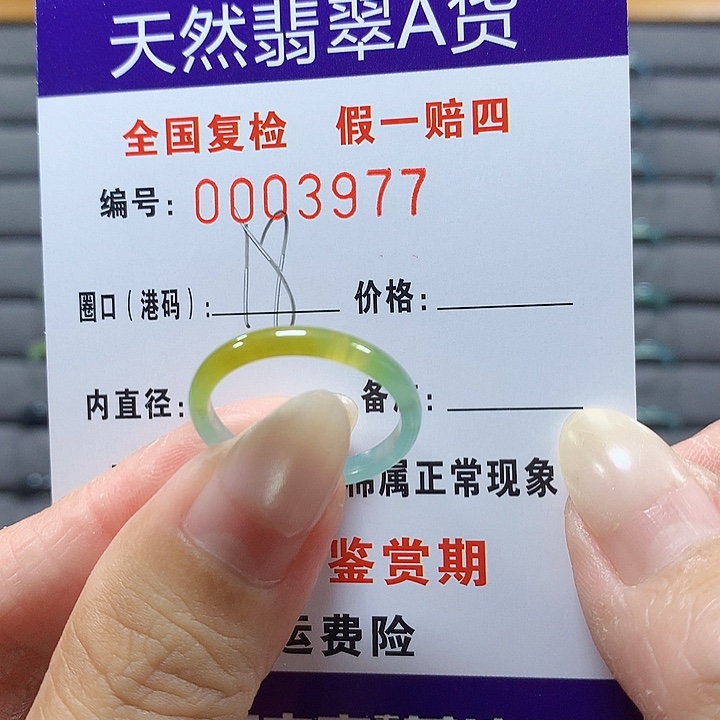 天然翡翠A货
全国复检 假一赔四
编号: 0003977
圈口(港码): 18 价格:
内直径: 备
属正常现象
鉴赏期
运费险